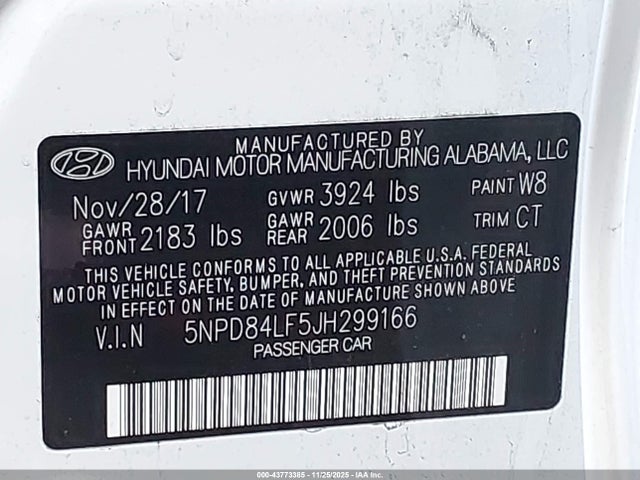 MANUFACTURED BY
HYUNDAI MOTOR MANUFACTURING ALABAMA, LLC
Nov/28/17 GVWR 3924 lbs PAINT W8
GAWR FRONT 2183 lbs GAWR REAR 2006 lbs TRIM CT
THIS VEHICLE CONFORMS TO ALL APPLICABLE U.S.A. FEDERAL
MOTOR VEHICLE SAFETY, BUMPER, AND THEFT PREVENTION STANDARDS
IN EFFECT ON THE DATE OF MANUFACTURE SHOWN ABOVE.
V.I.N 5NPD84LF5JH299166
PASSENGER CAR
000-43773365 - 11/25/2025 - IAA Inc.